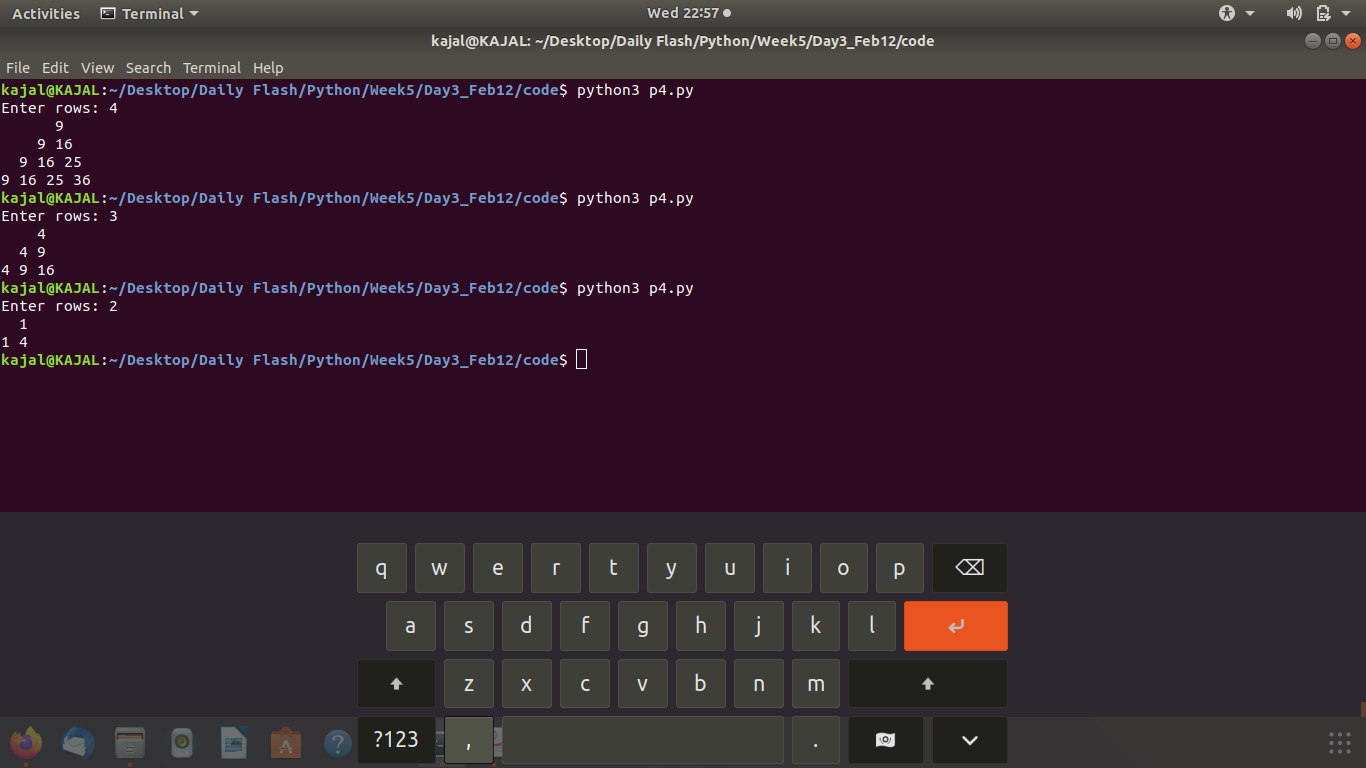 Activities Terminal Wed 22:57
kajal@KAJAL: ~/Desktop/Daily Flash/Python/Week5/Day3_Feb12/code
File Edit View Search Terminal Help
kajal@KAJAL:~/Desktop/Daily Flash/Python/Week5/Day3_Feb12/code$ python3 p4.py
Enter rows: 4
      9
    9 16
  9 16 25
9 16 25 36
kajal@KAJAL:~/Desktop/Daily Flash/Python/Week5/Day3_Feb12/code$ python3 p4.py
Enter rows: 3
    4
  4 9
4 9 16
kajal@KAJAL:~/Desktop/Daily Flash/Python/Week5/Day3_Feb12/code$ python3 p4.py
Enter rows: 2
  1
1 4
kajal@KAJAL:~/Desktop/Daily Flash/Python/Week5/Day3_Feb12/code$
q w e r t y u i o p
a s d f g h j k l
z x c v b n m
?123 , .